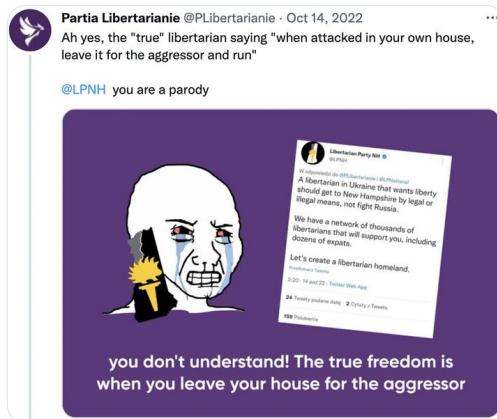 Partia Libertarianie @PLibertarianie · Oct 14, 2022
Ah yes, the "true" libertarian saying "when attacked in your own house,
leave it for the aggressor and run"
@LPNH you are a parody
Libertarian Party NH
@LPNH
W odpowiedzi do @PLibertarianie i @LPNational
A libertarian in Ukraine that wants liberty
should get to New Hampshire by legal or
illegal means, not fight Russia.
We have a network of thousands of
libertarians that will support you, including
dozens of expats.
Let's create a libertarian homeland.
Przetłumacz Tweeta
2:20 · 14 paź 22 · Twitter Web App
24 Tweety podane dalej 2 Cytaty z Tweeta
159 Polubienia
you don't understand! The true freedom is
when you leave your house for the aggressor